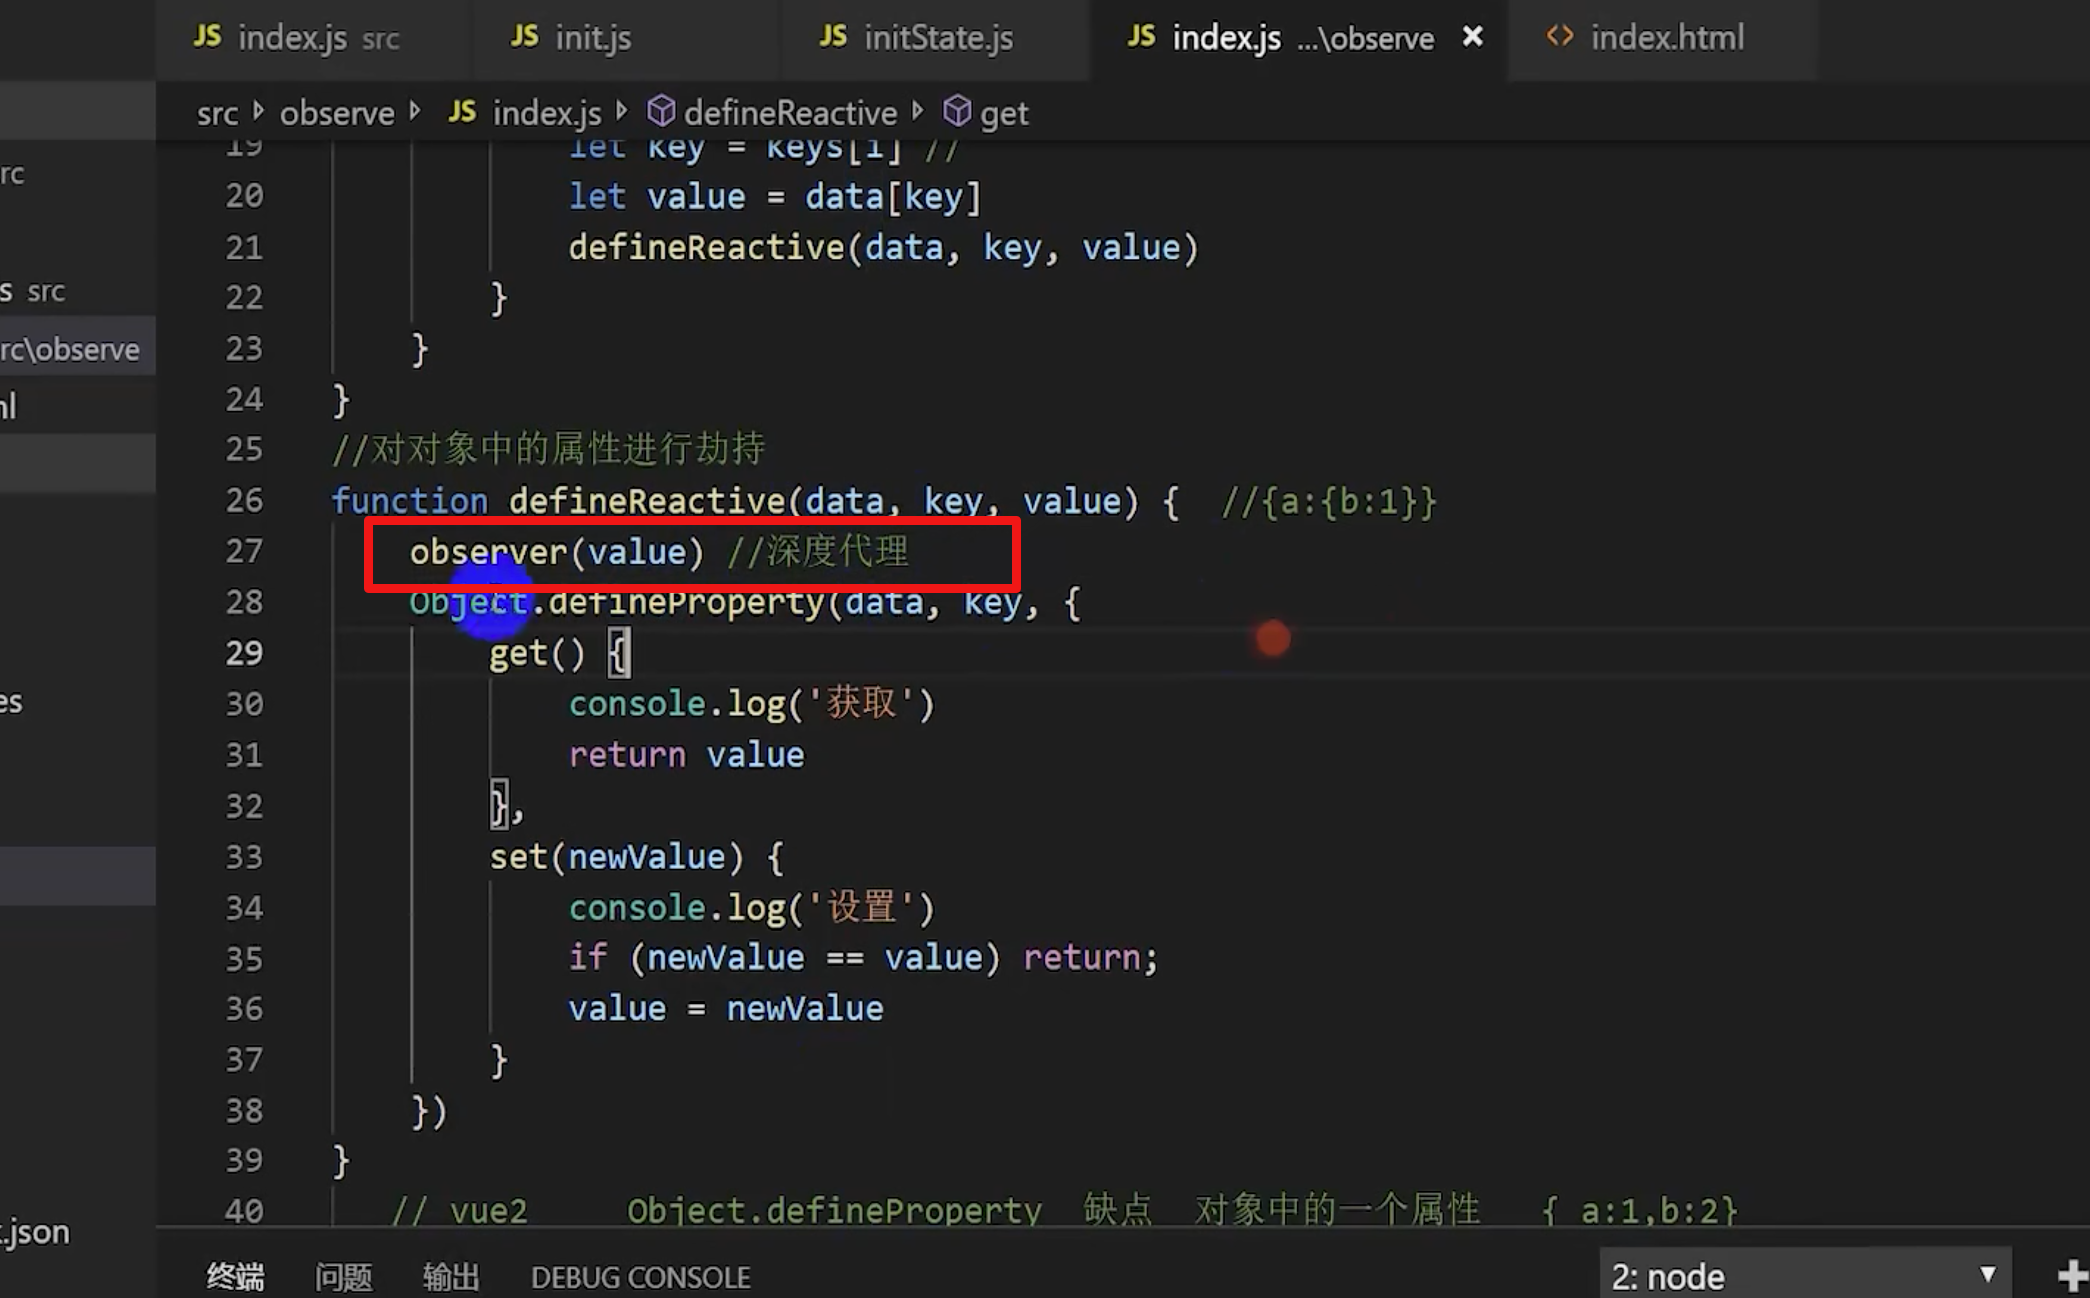 JS index.js src JS init.js JS initState.js JS index.js ...\observe × <> index.html
src observe JS index.js defineReactive get
rc
s src
rc\observe
es
.json
19 let key = keys[i] //
20 let value = data[key]
21 defineReactive(data, key, value)
22 }
23 }
24 }
25 //对对象中的属性进行劫持
26 function defineReactive(data, key, value) { //{a:{b:1}}
27 observer(value) //深度代理
28 Object.defineProperty(data, key, {
29 get() {
30 console.log('获取')
31 return value
32 },
33 set(newValue) {
34 console.log('设置')
35 if (newValue == value) return;
36 value = newValue
37 }
38 })
39 }
40 // vue2 Object.defineProperty 缺点 对象中的一个属性 { a:1,b:2}
终端 问题 输出 DEBUG CONSOLE 2: node